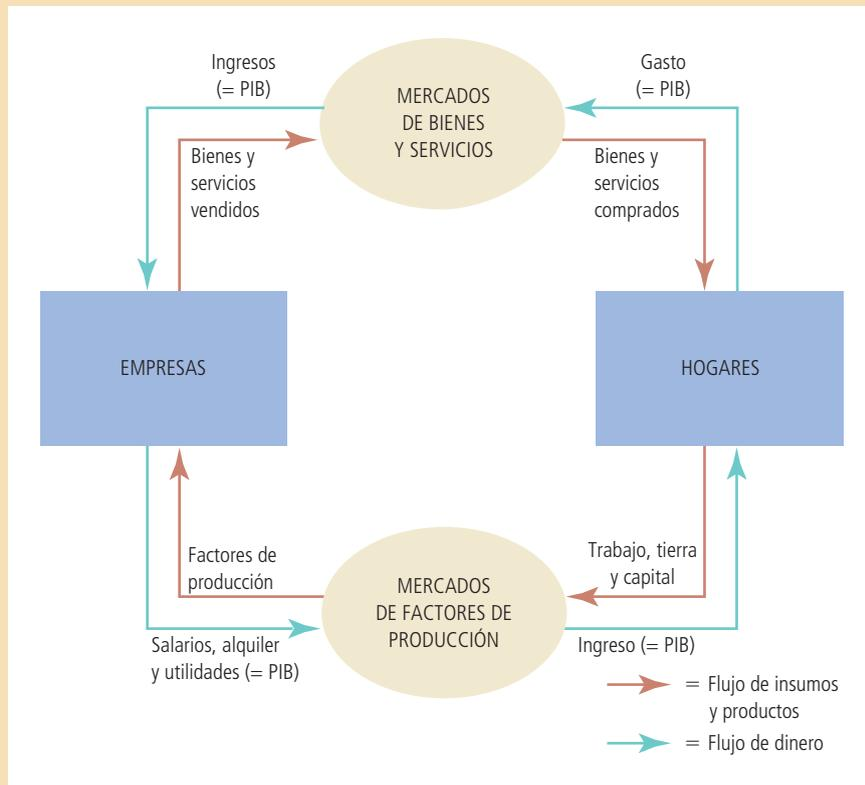 Ingresos
(= PIB)
MERCADOS
DE BIENES
Y SERVICIOS
Gasto
(= PIB)
Bienes y
servicios
vendidos
Bienes y
servicios
comprados
EMPRESAS
HOGARES
Factores de
producción
MERCADOS
DE FACTORES DE
PRODUCCIÓN
Trabajo, tierra
y capital
Salarios, alquiler
y utilidades (= PIB)
Ingreso (= PIB)
= Flujo de insumos
y productos
= Flujo de dinero